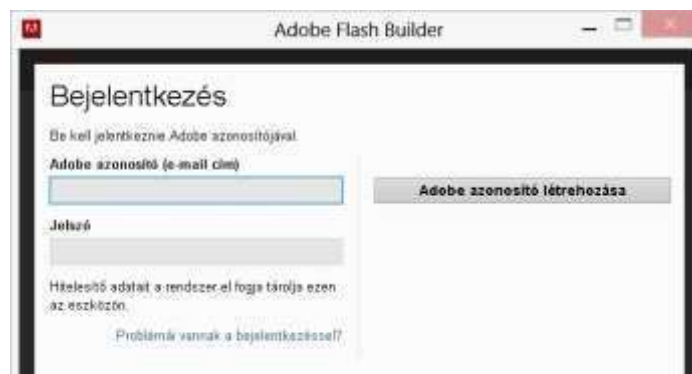 Adobe Flash Builder
Bejelentkezés
Be kell jelentkeznie Adobe azonosítójával.
Adobe azonosító (e-mail cím)
Adobe azonosító létrehozása
Jelszó
Hitelesítő adatait a rendszer el fogja tárolja ezen
az eszközön.
Problémái vannak a bejelentkezéssel?